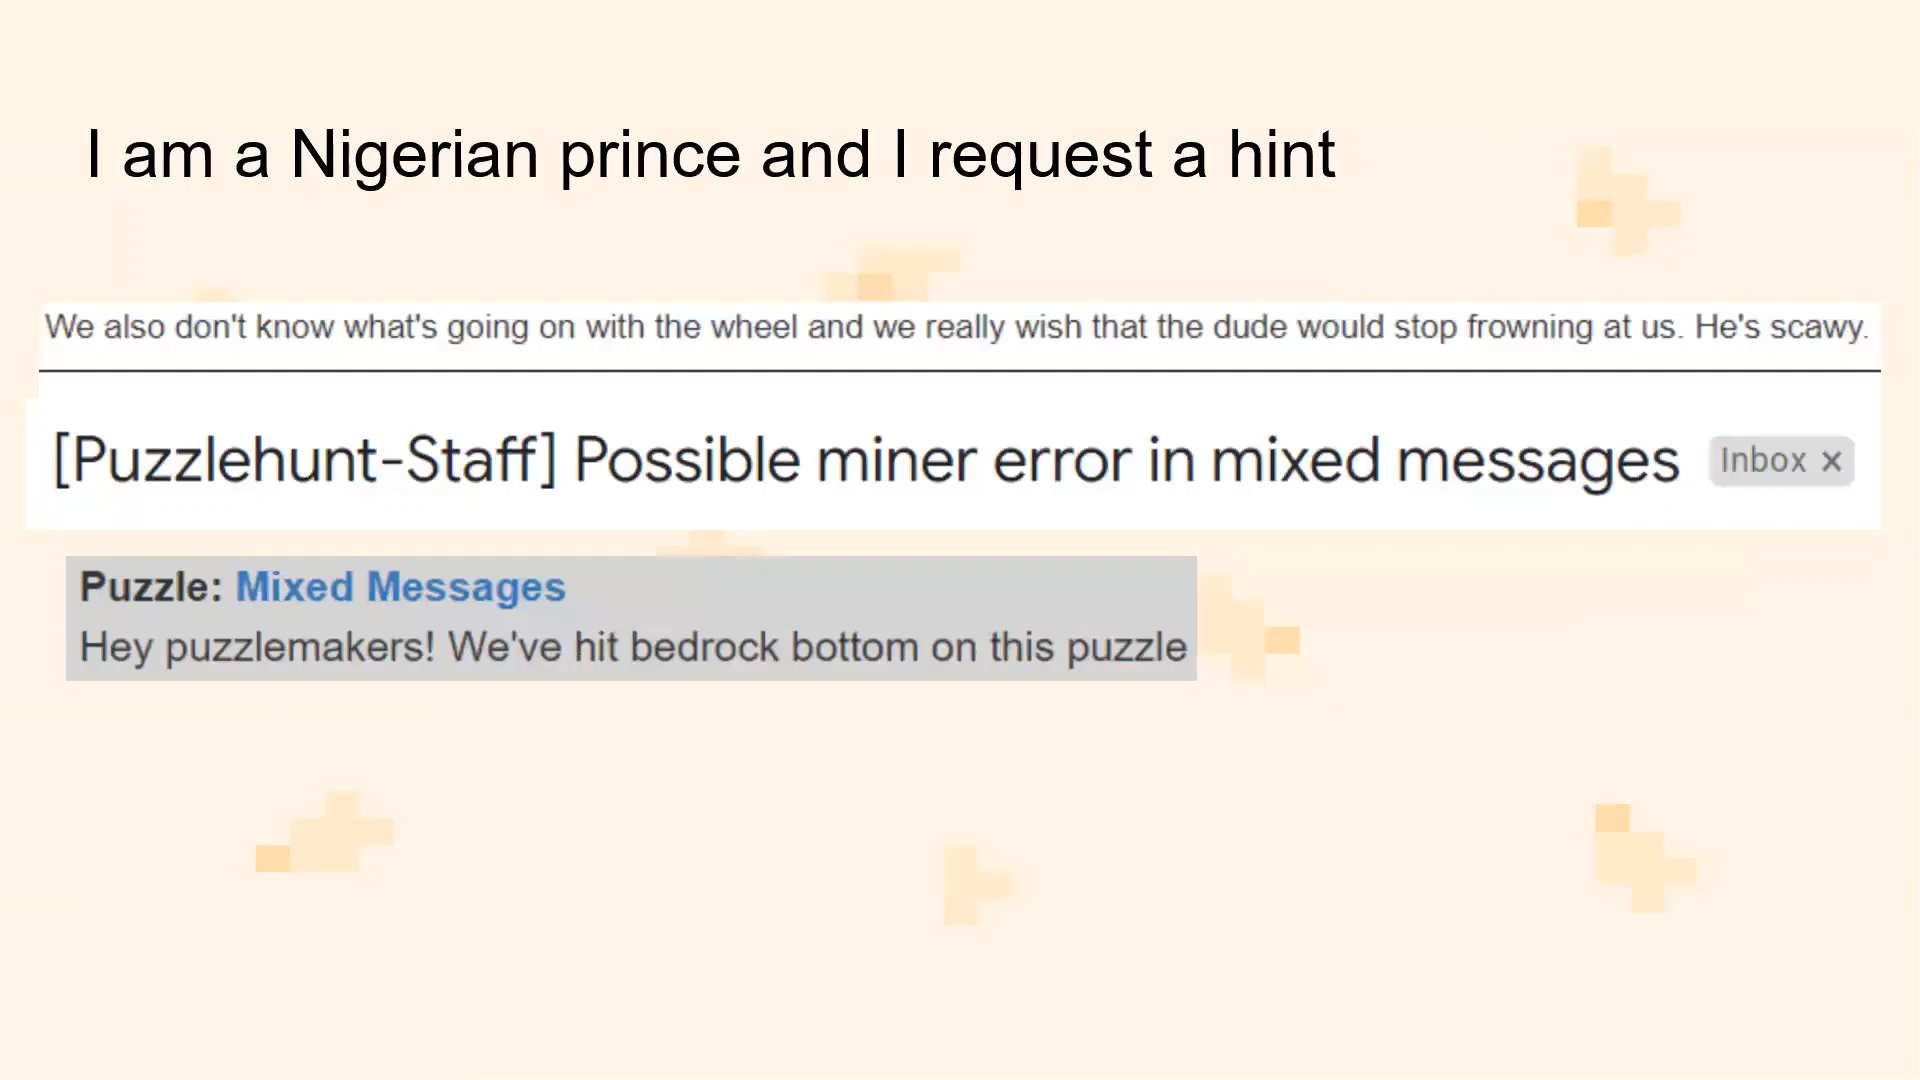 I am a Nigerian prince and I request a hint
We also don't know what's going on with the wheel and we really wish that the dude would stop frowning at us. He's scawy.
[Puzzlehunt-Staff] Possible miner error in mixed messages Inbox ×
Puzzle: Mixed Messages
Hey puzzlemakers! We've hit bedrock bottom on this puzzle